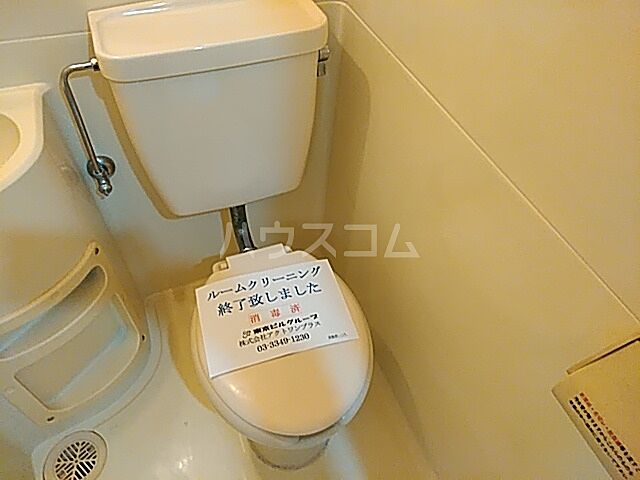 ハウスコム
ルームクリーニング
終了致しました
消毒済
東京ビルグループ
株式会社アクトワンプラス
03-3349-1230